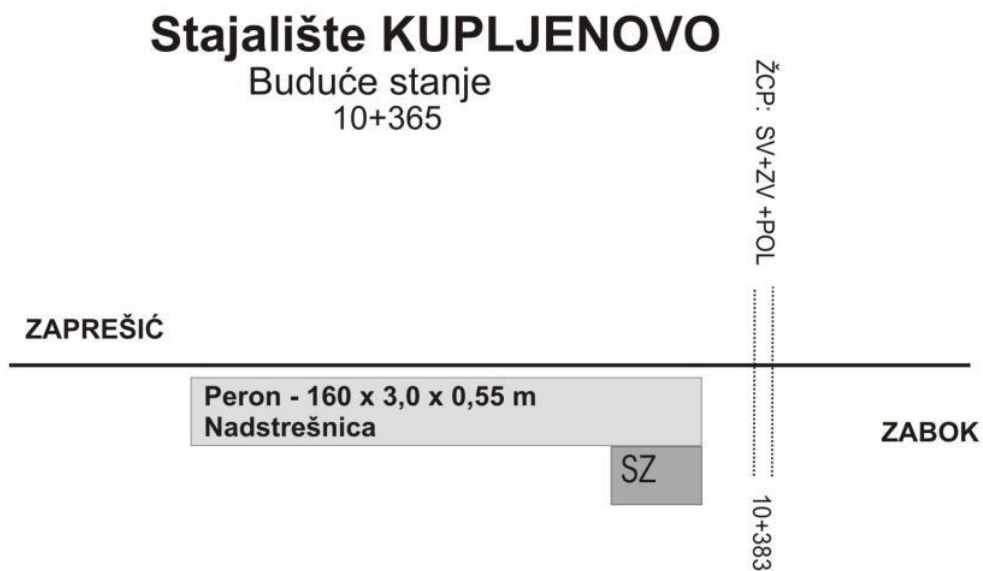 Stajalište KUPLJENOVO
Buduće stanje
10+365
ŽCP: SV+ZV +POL
ZAPREŠIĆ
Peron - 160 x 3,0 x 0,55 m
Nadstrešnica
ZABOK
SZ
10+383